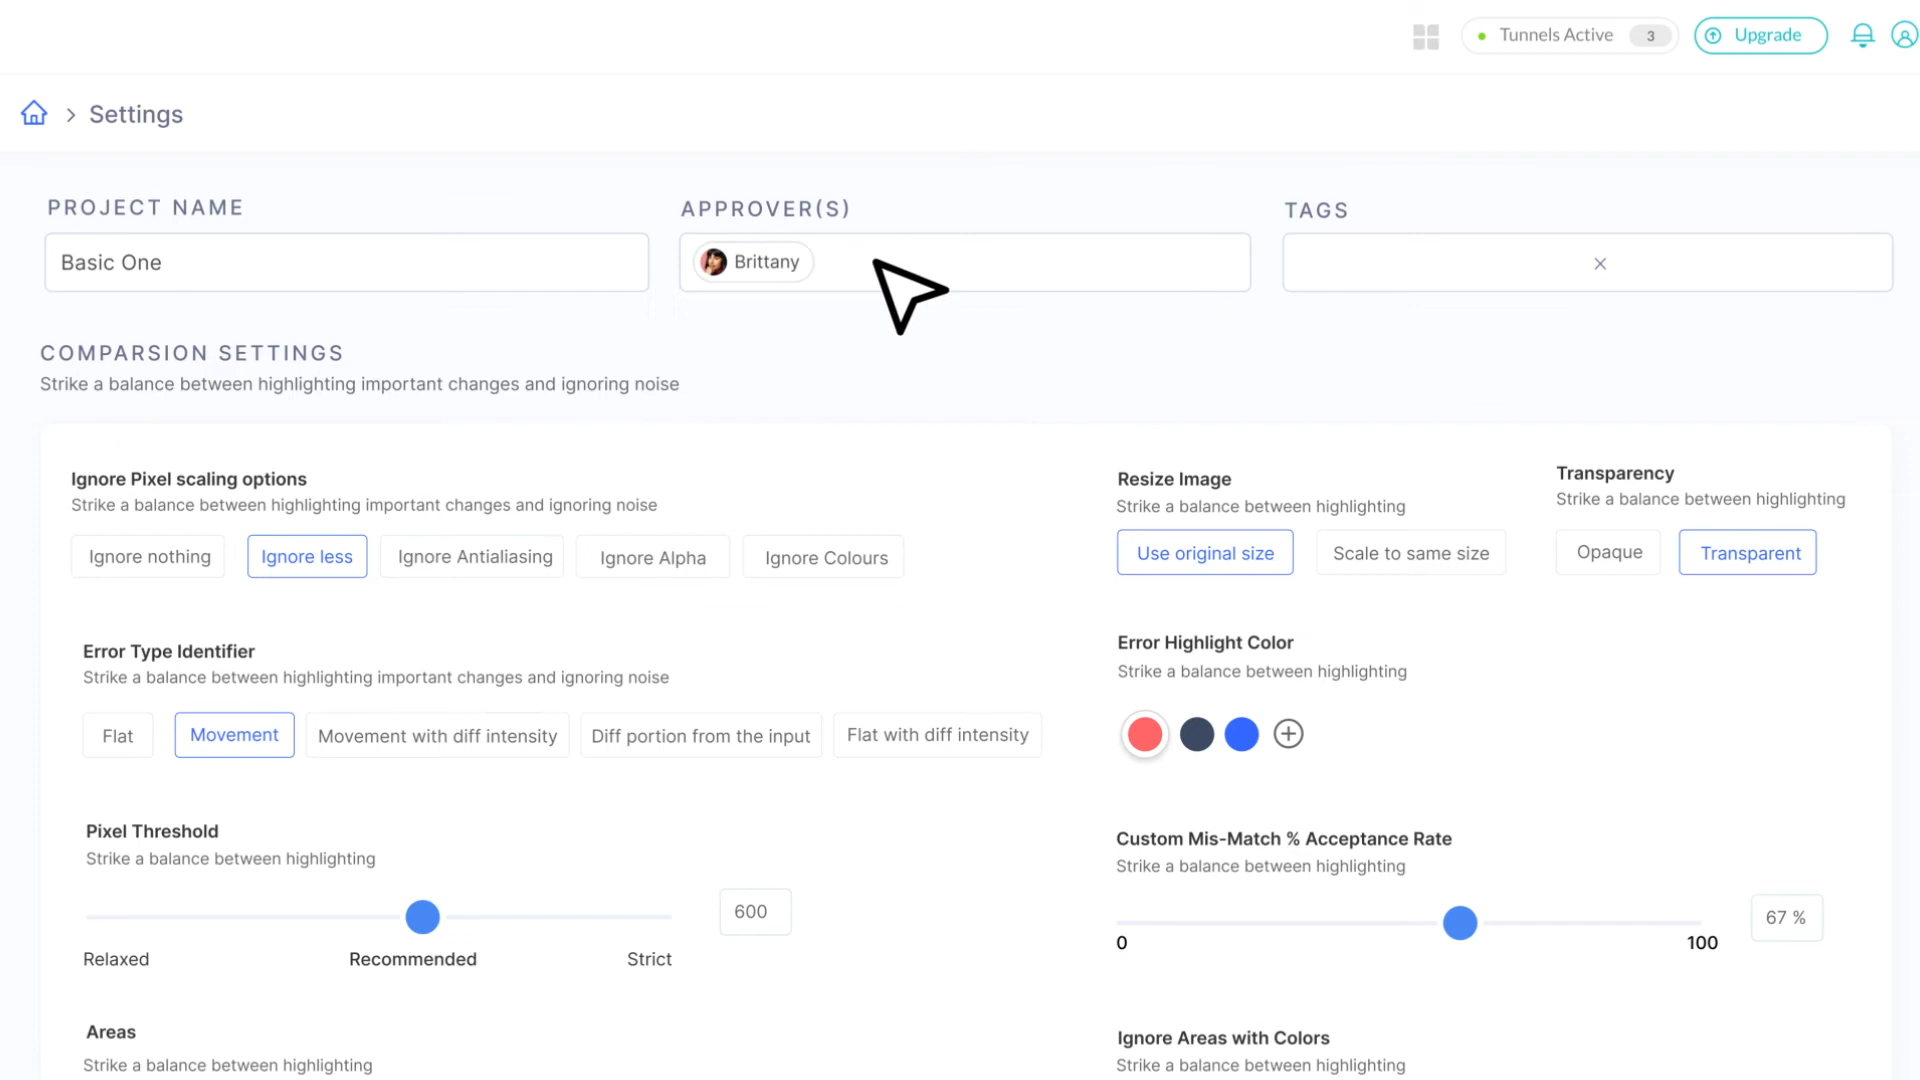 Tunnels Active 3 Upgrade
Settings
PROJECT NAME
APPROVER(S)
TAGS
Basic One
Brittany
COMPARSION SETTINGS
Strike a balance between highlighting important changes and ignoring noise
Ignore Pixel scaling options
Strike a balance between highlighting important changes and ignoring noise
Ignore nothing
Ignore less
Ignore Antialiasing
Ignore Alpha
Ignore Colours
Resize Image
Strike a balance between highlighting
Use original size
Scale to same size
Transparency
Strike a balance between highlighting
Opaque
Transparent
Error Type Identifier
Strike a balance between highlighting important changes and ignoring noise
Flat
Movement
Movement with diff intensity
Diff portion from the input
Flat with diff intensity
Error Highlight Color
Strike a balance between highlighting
Pixel Threshold
Strike a balance between highlighting
600
Relaxed
Recommended
Strict
Custom Mis-Match % Acceptance Rate
Strike a balance between highlighting
67 %
0
100
Areas
Strike a balance between highlighting
Ignore Areas with Colors
Strike a balance between highlighting